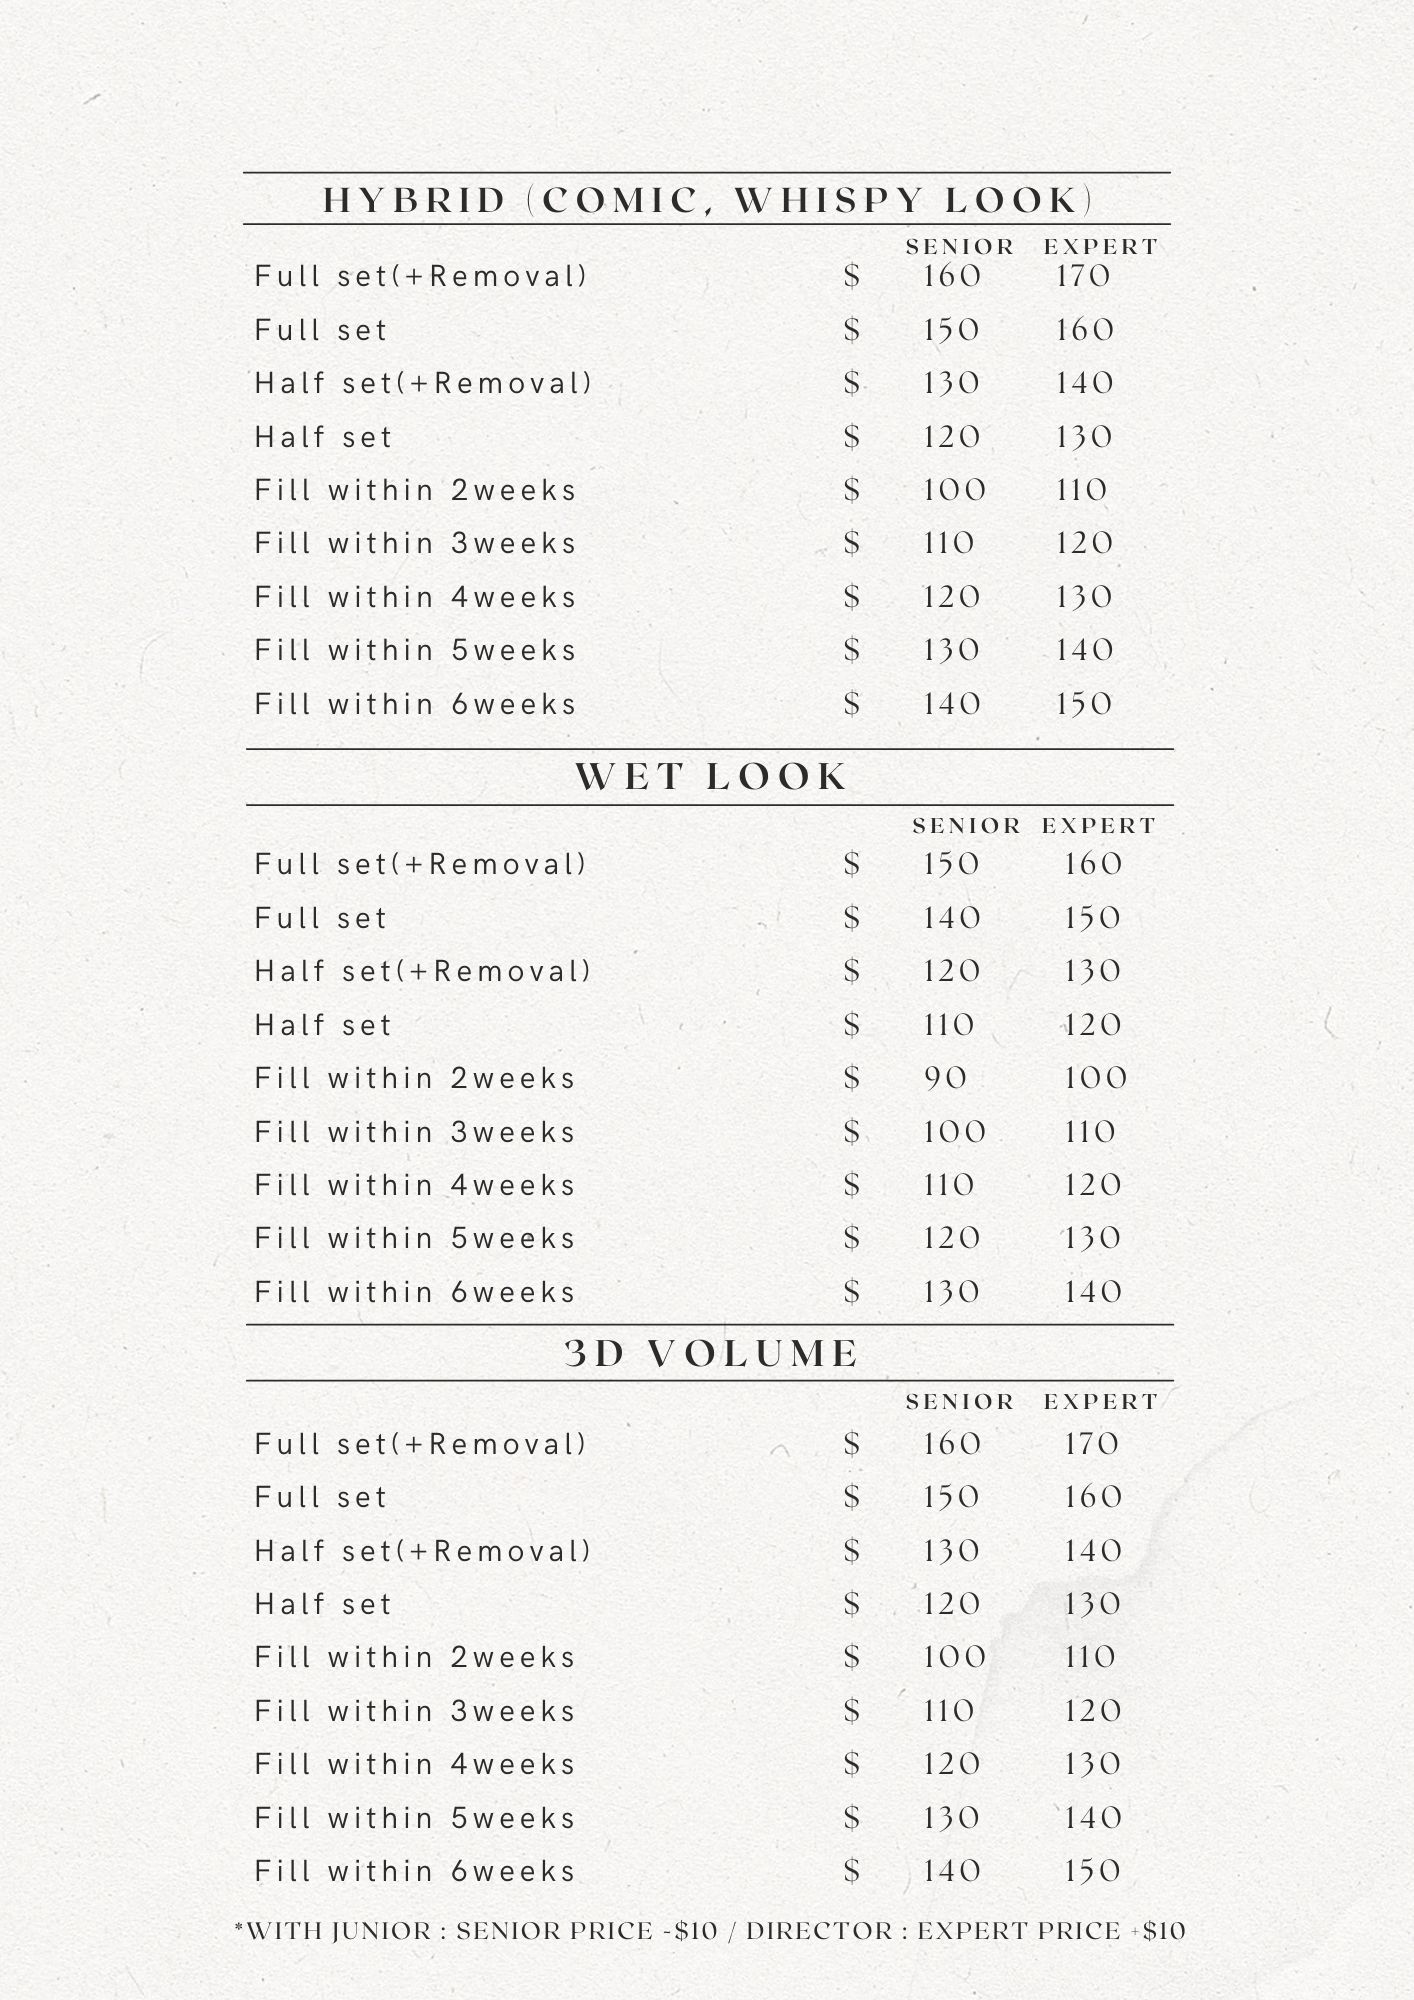 HYBRID (COMIC, WHISPY LOOK)
SENIOR EXPERT
Full set(+Removal) $ 160 170
Full set $ 150 160
Half set(+Removal) $ 130 140
Half set $ 120 130
Fill within 2weeks $ 100 110
Fill within 3weeks $ 110 120
Fill within 4weeks $ 120 130
Fill within 5weeks $ 130 140
Fill within 6weeks $ 140 150
WET LOOK
SENIOR EXPERT
Full set(+Removal) $ 150 160
Full set $ 140 150
Half set(+Removal) $ 120 130
Half set $ 110 120
Fill within 2weeks $ 90 100
Fill within 3weeks $ 100 110
Fill within 4weeks $ 110 120
Fill within 5weeks $ 120 130
Fill within 6weeks $ 130 140
3D VOLUME
SENIOR EXPERT
Full set(+Removal) $ 160 170
Full set $ 150 160
Half set(+Removal) $ 130 140
Half set $ 120 130
Fill within 2weeks $ 100 110
Fill within 3weeks $ 110 120
Fill within 4weeks $ 120 130
Fill within 5weeks $ 130 140
Fill within 6weeks $ 140 150
*WITH JUNIOR : SENIOR PRICE -$10 / DIRECTOR : EXPERT PRICE +$10